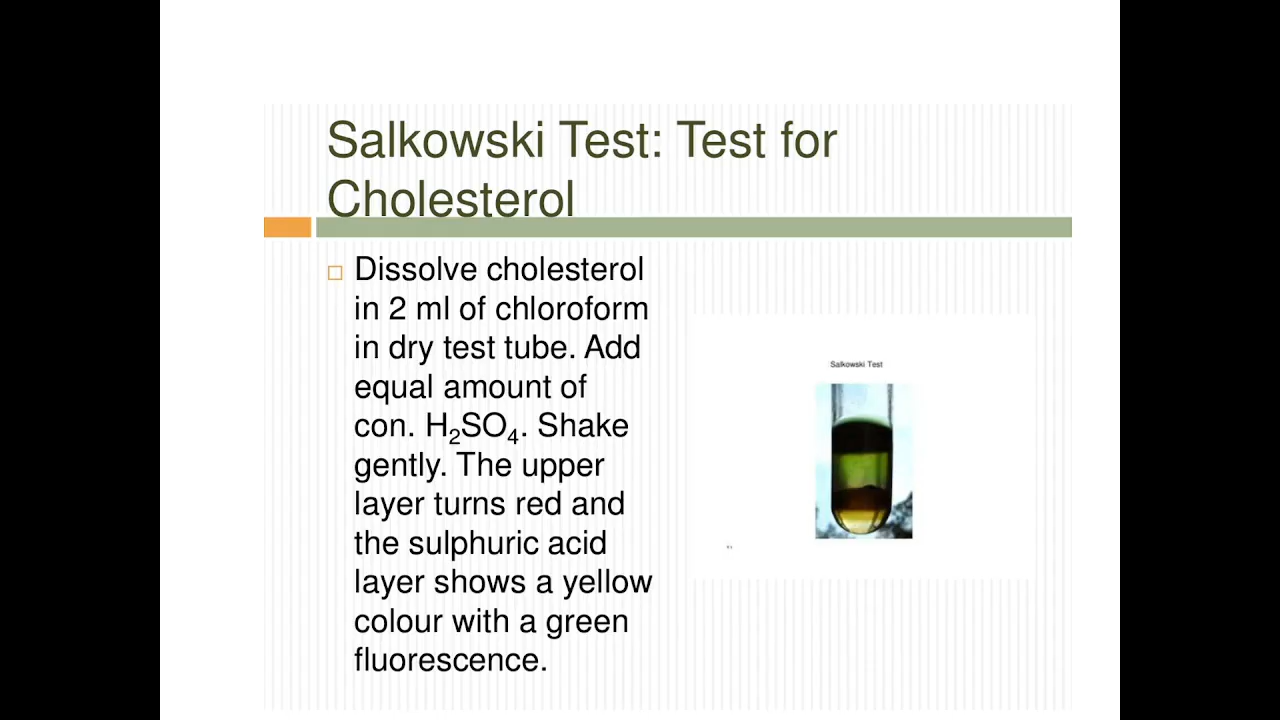 Salkowski Test: Test for
Cholesterol
Dissolve cholesterol
in 2 ml of chloroform
in dry test tube. Add
equal amount of
con. H₂SO₄. Shake
gently. The upper
layer turns red and
the sulphuric acid
layer shows a yellow
colour with a green
fluorescence.
Salkowski Test